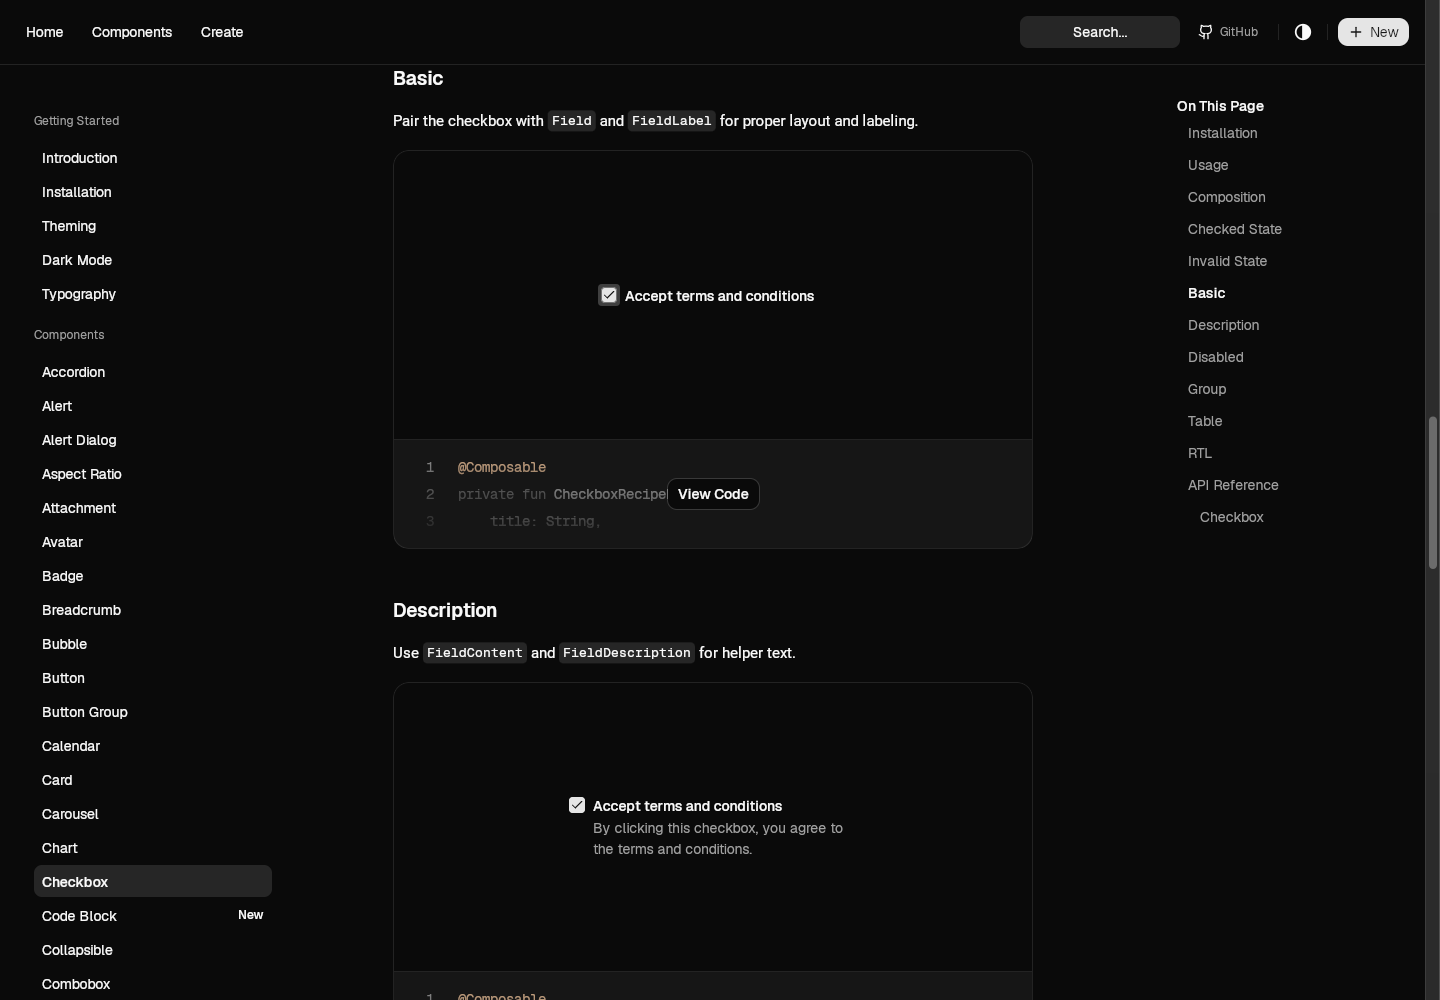 Home Components Create Search... GitHub New
Getting Started
Introduction
Installation
Theming
Dark Mode
Typography
Components
Accordion
Alert
Alert Dialog
Aspect Ratio
Attachment
Avatar
Badge
Breadcrumb
Bubble
Button
Button Group
Calendar
Card
Carousel
Chart
Checkbox
Code Block New
Collapsible
Combobox
Basic
Pair the checkbox with Field and FieldLabel for proper layout and labeling.
Accept terms and conditions
1 @Composable
2 private fun CheckboxRecipe
View Code
3 title: String,
Description
Use FieldContent and FieldDescription for helper text.
Accept terms and conditions
By clicking this checkbox, you agree to
the terms and conditions.
1 @Composable
On This Page
Installation
Usage
Composition
Checked State
Invalid State
Basic
Description
Disabled
Group
Table
RTL
API Reference
Checkbox